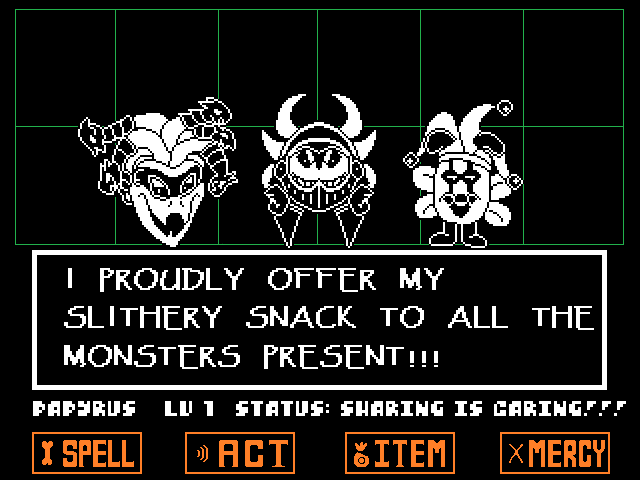 I PROUDLY OFFER MY
SLITHERY SNACK TO ALL THE
MONSTERS PRESENT!!!
PAPYRUS LV 1 STATUS: SHARING IS CARING!!!
SPELL ACT ITEM MERCY